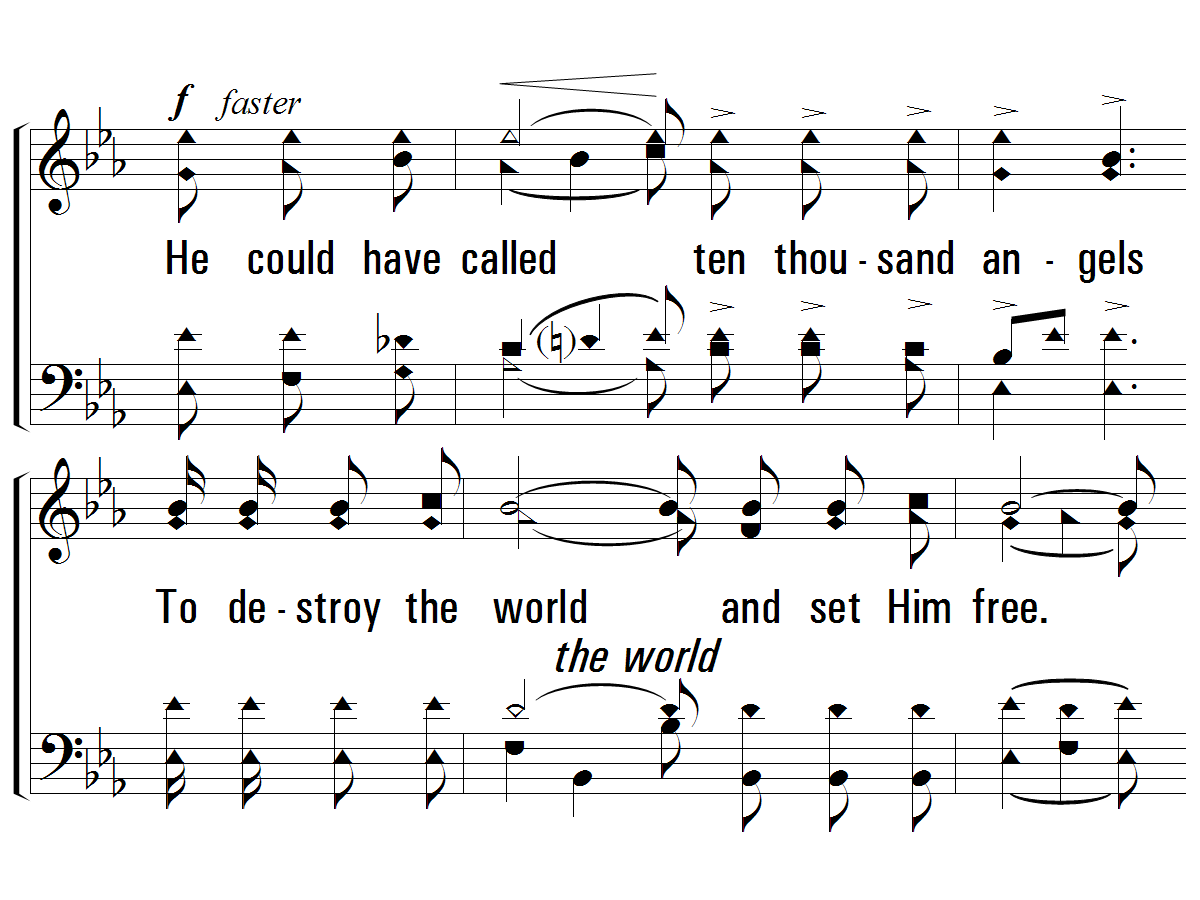 f faster
He could have called ten thou - sand an - gels
To de - stroy the world and set Him free.
the world